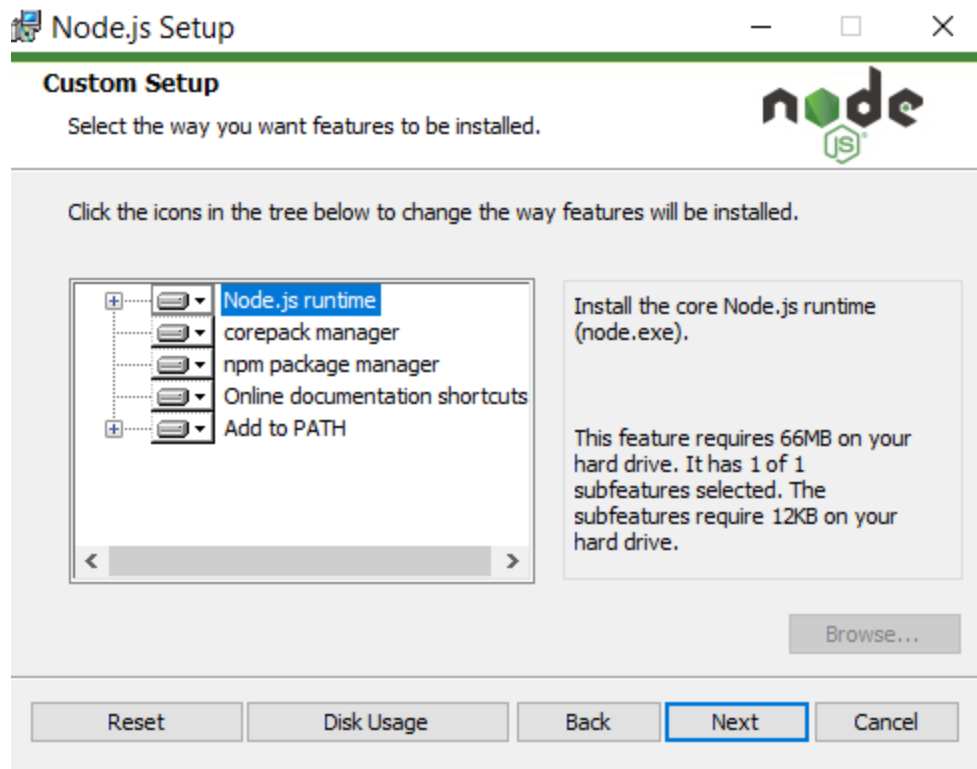 Node.js Setup
Custom Setup
Select the way you want features to be installed.
node
JS
Click the icons in the tree below to change the way features will be installed.
Node.js runtime
corepack manager
npm package manager
Online documentation shortcuts
Add to PATH
Install the core Node.js runtime
(node.exe).
This feature requires 66MB on your
hard drive. It has 1 of 1
subfeatures selected. The
subfeatures require 12KB on your
hard drive.
Browse...
Reset
Disk Usage
Back
Next
Cancel